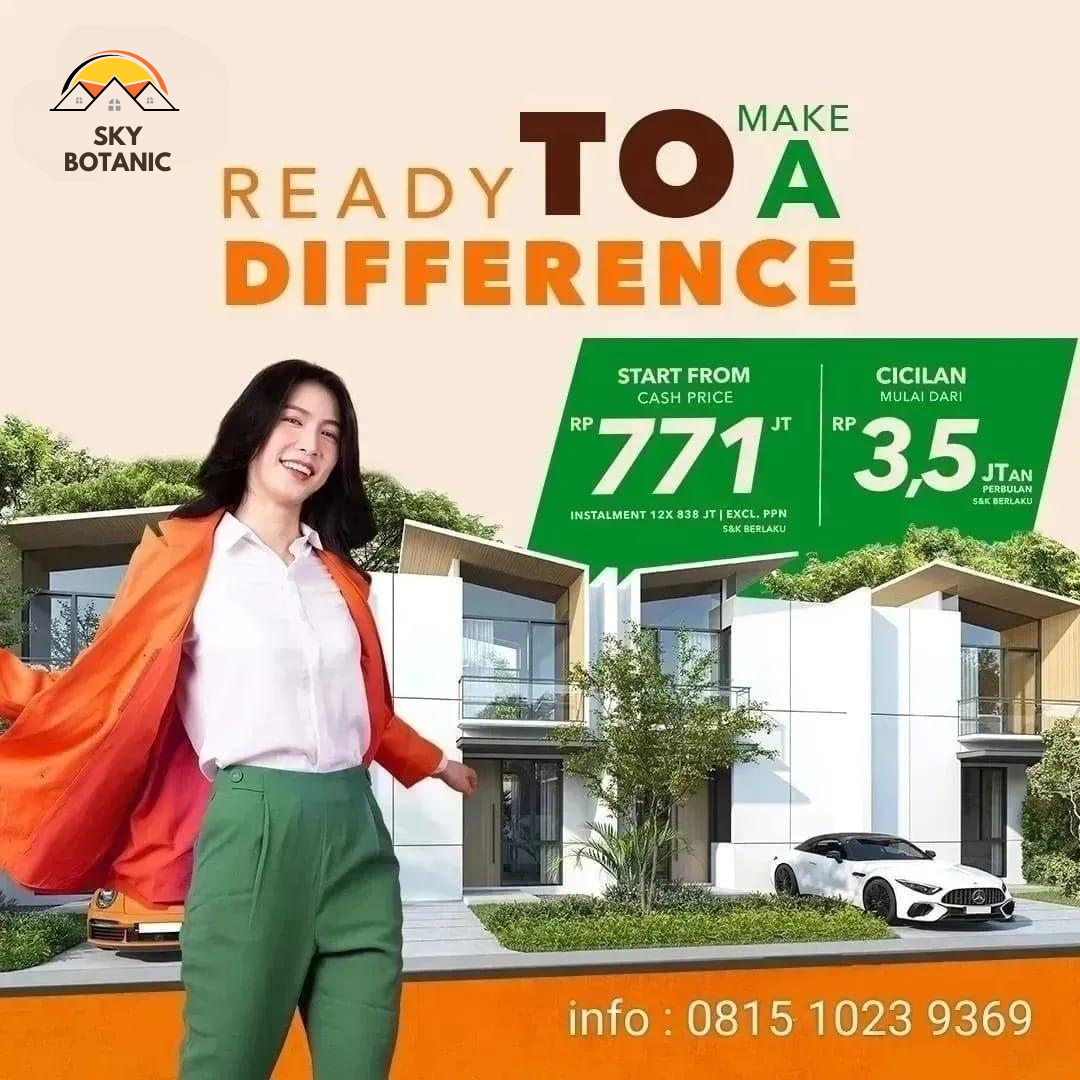 SKY
BOTANIC
READY TO MAKE A
DIFFERENCE
START FROM
CASH PRICE
RP 771 JT
INSTALMENT 12X 838 JT | EXCL. PPN
S&K BERLAKU
CICILAN
MULAI DARI
RP 3,5 JTAN
PERBULAN
S&K BERLAKU
info : 0815 1023 9369